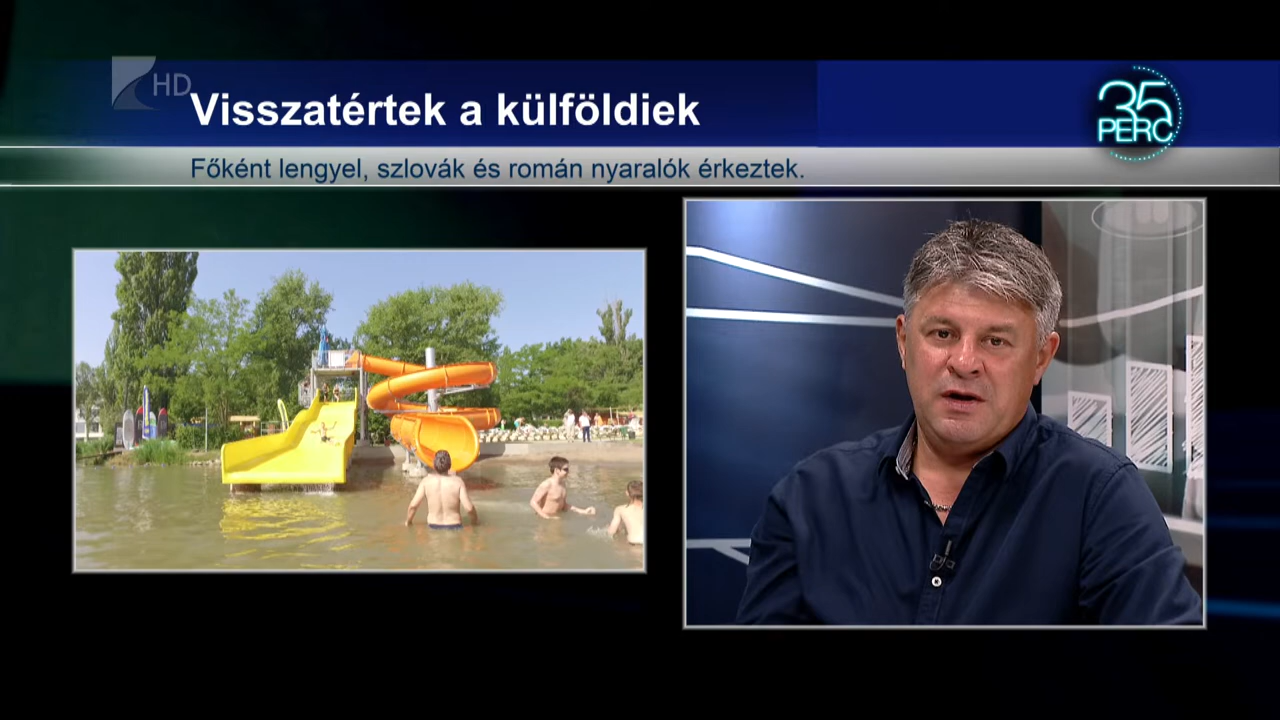 HD
Visszatértek a külföldiek
35
PERC
Főként lengyel, szlovák és román nyaralók érkeztek.